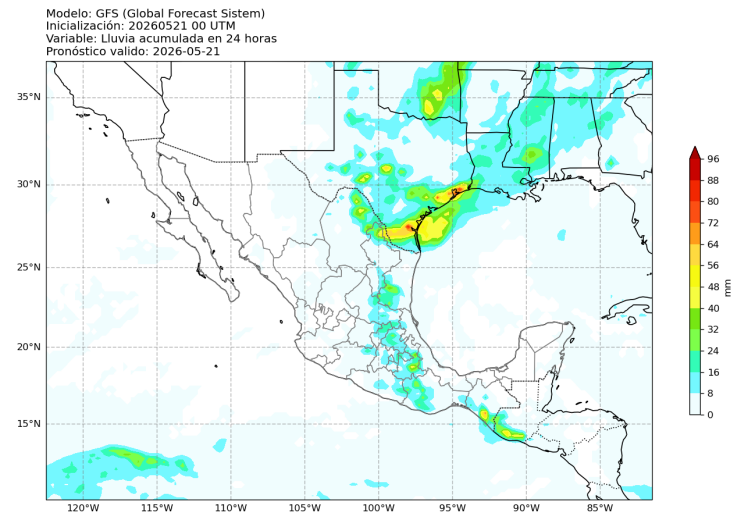 Modelo: GFS (Global Forecast Sistem)
Inicialización: 20260521 00 UTM
Variable: Lluvia acumulada en 24 horas
Pronóstico valido: 2026-05-21
35°N
30°N
25°N
20°N
15°N
120°W 115°W 110°W 105°W 100°W 95°W 90°W 85°W
96
88
80
72
64
56
48
40
32
24
16
8
0
mm